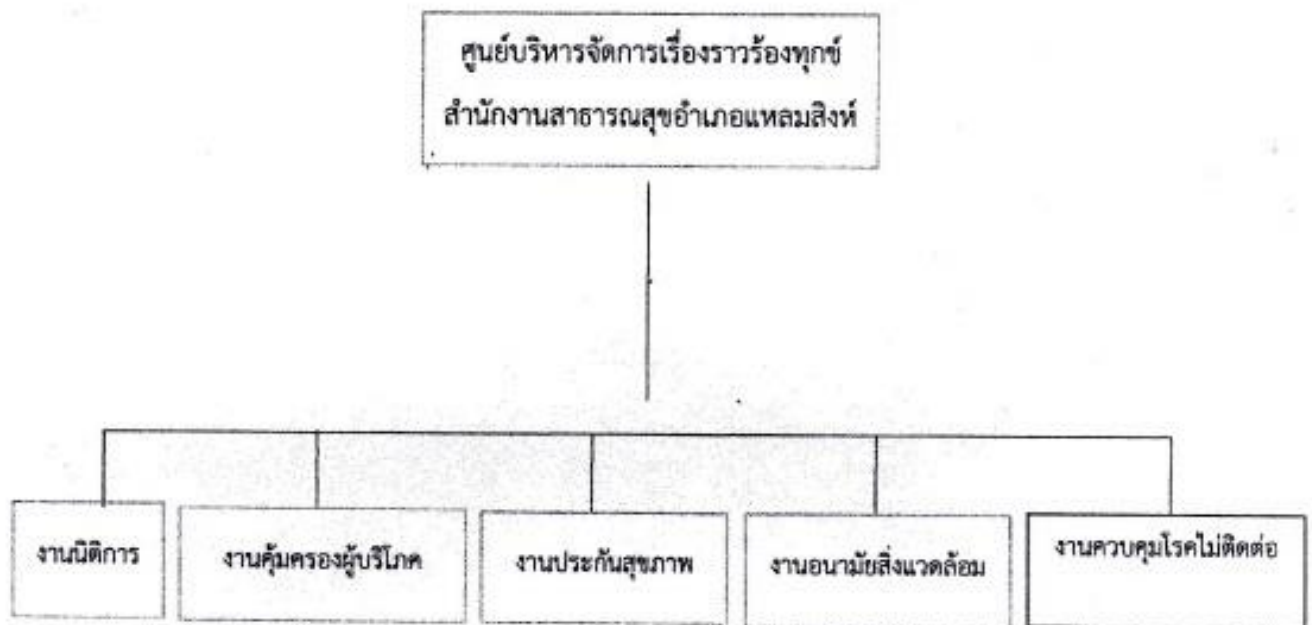 ศูนย์บริหารจัดการเรื่องราวร้องทุกข์
สำนักงานสาธารณสุขอำเภอแหลมสิงห์
งานนิติการ
งานคุ้มครองผู้บริโภค
งานประกันสุขภาพ
งานอนามัยสิ่งแวดล้อม
งานควบคุมโรคไม่ติดต่อ